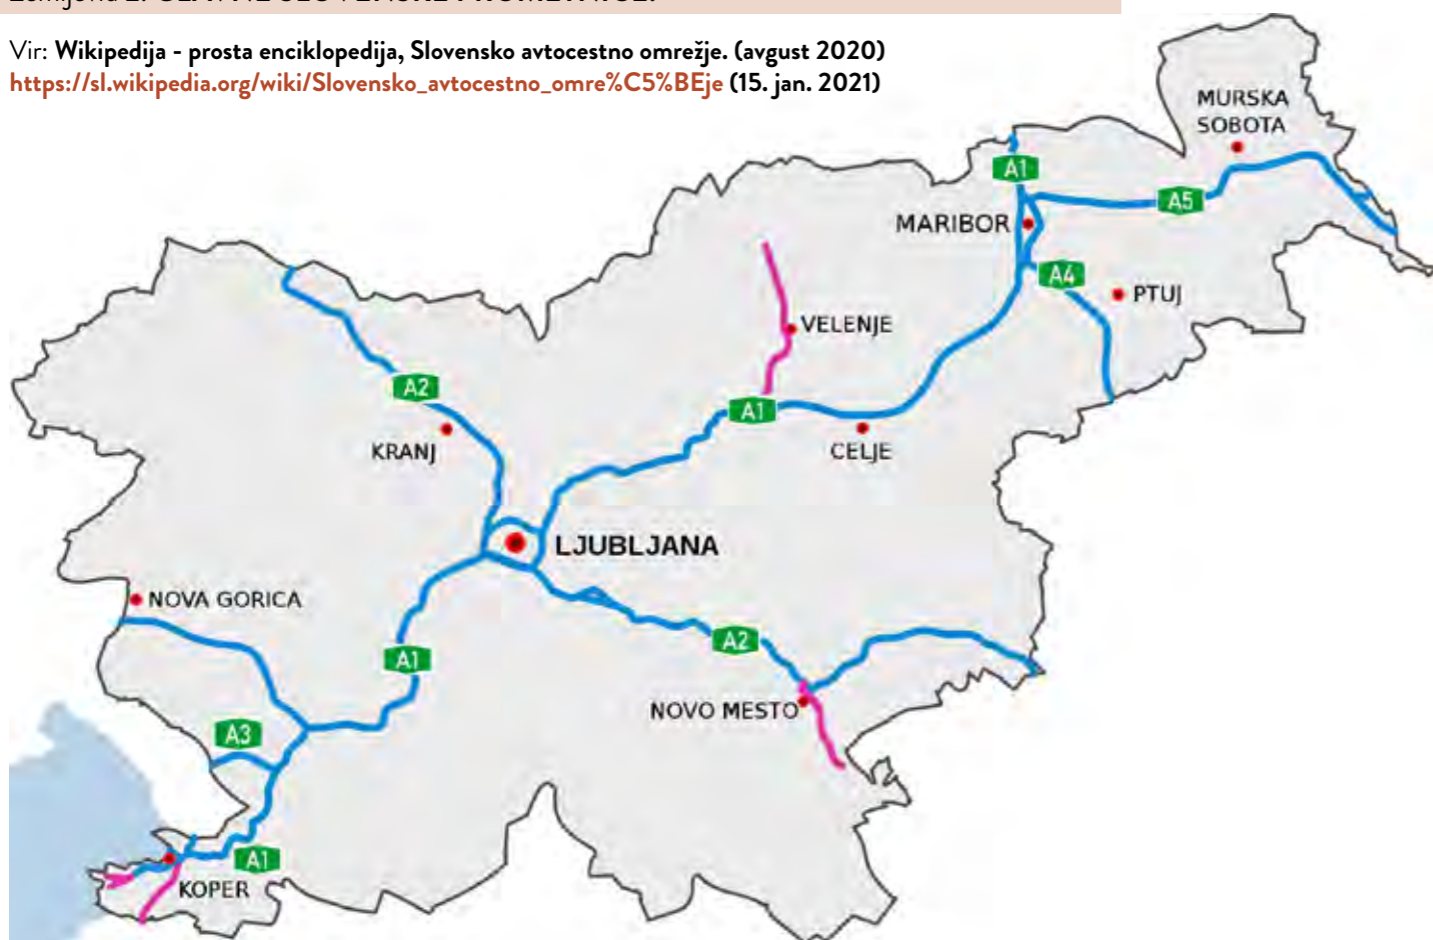 Vir: Wikipedija - prosta enciklopedija, Slovensko avtocestno omrežje. (avgust 2020)
https://sl.wikipedia.org/wiki/Slovensko_avtocestno_omre%C5%BEje (15. jan. 2021)
MURSKA
SOBOTA
A1
A5
MARIBOR
A4
PTUJ
VELENJE
A2
A1
KRANJ
CELJE
LJUBLJANA
NOVA GORICA
A2
A1
NOVO MESTO
A3
A1
KOPER